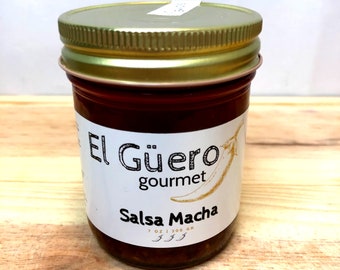 El Güero
gourmet
Salsa Macha